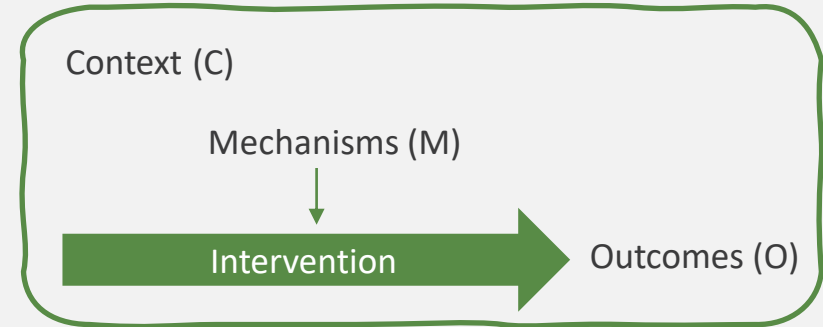 Context (C)
Mechanisms (M)
Intervention
Outcomes (O)